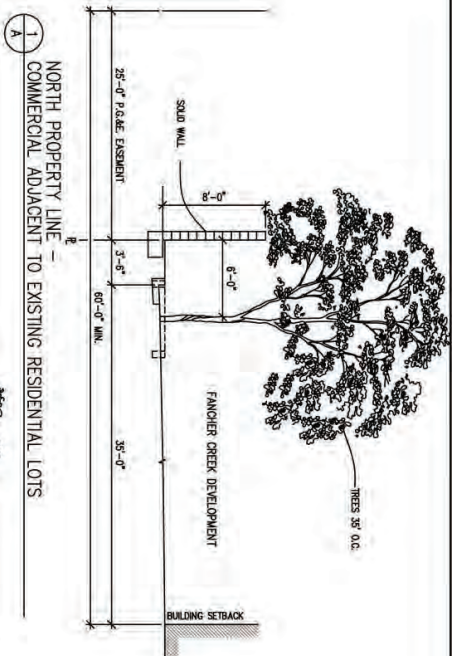 TREES 35' O.C.
SOLID WALL
8'-0"
6'-0"
FANCHER CREEK DEVELOPMENT
BUILDING SETBACK
25'-0" P.G.&E. EASEMENT
3'-6"
35'-0"
PL
60'-0" MIN.
1
A
NORTH PROPERTY LINE –
COMMERCIAL ADJACENT TO EXISTING RESIDENTIAL LOTS